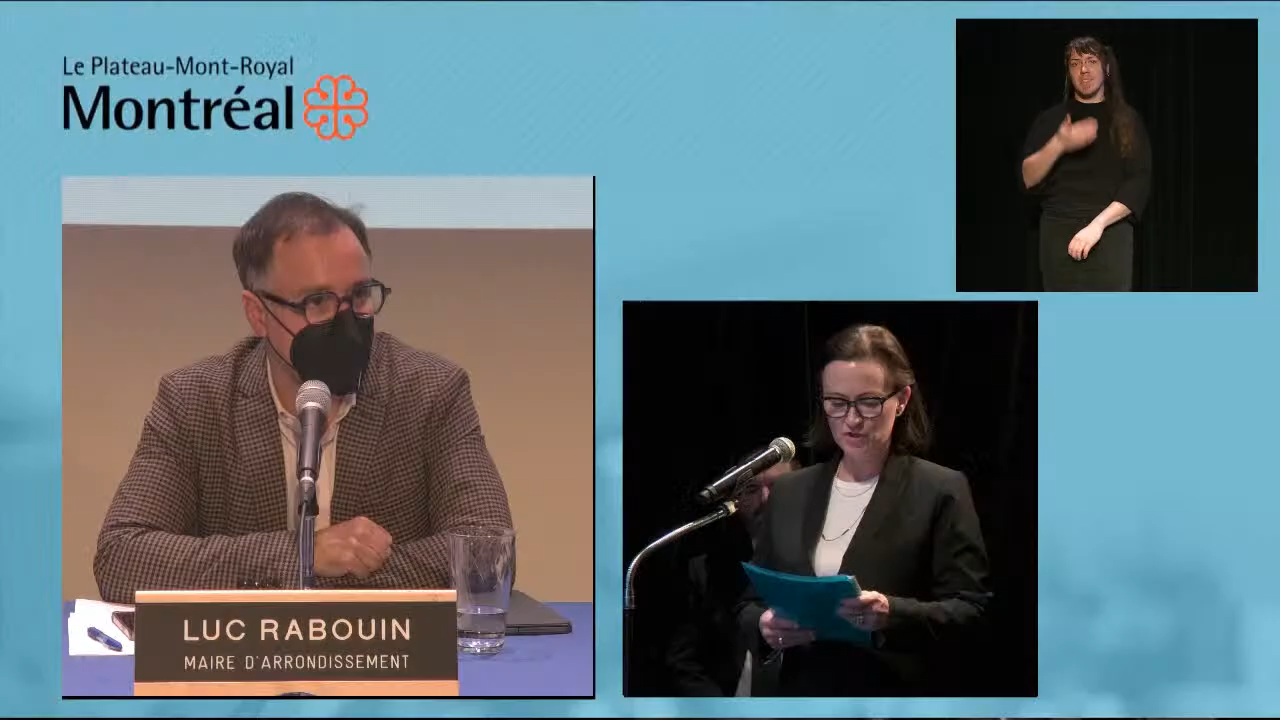 Le Plateau-Mont-Royal
Montréal
LUC RABOUIN
MAIRE D'ARRONDISSEMENT